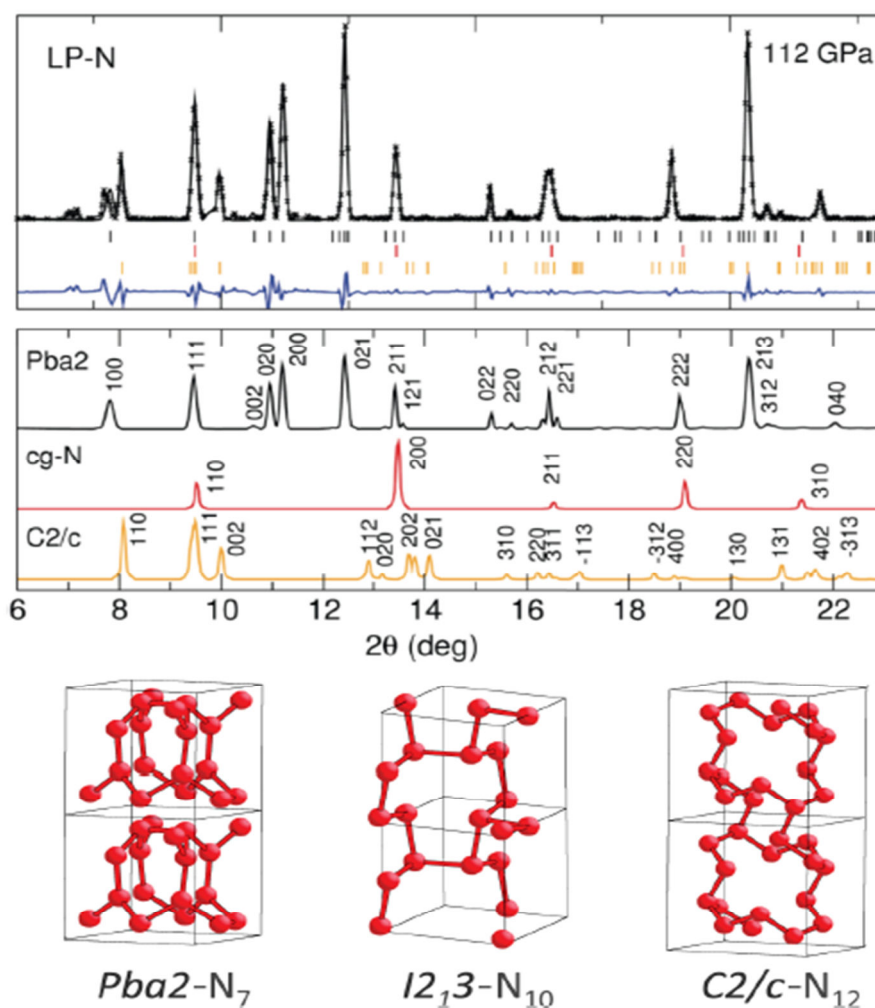 LP-N 112 GPa
Pba2 100 111 002 020 200 021 211 121 022 220 212 221 222 213 312 040
cg-N 110 200 211 220 310
C2/c 110 111 002 112 020 202 021 310 220 311 -113 -312 400 130 131 402 -313
6 8 10 12 14 16 18 20 22
2θ (deg)
Pba2-N₇ I2₁3-N₁₀ C2/c-N₁₂